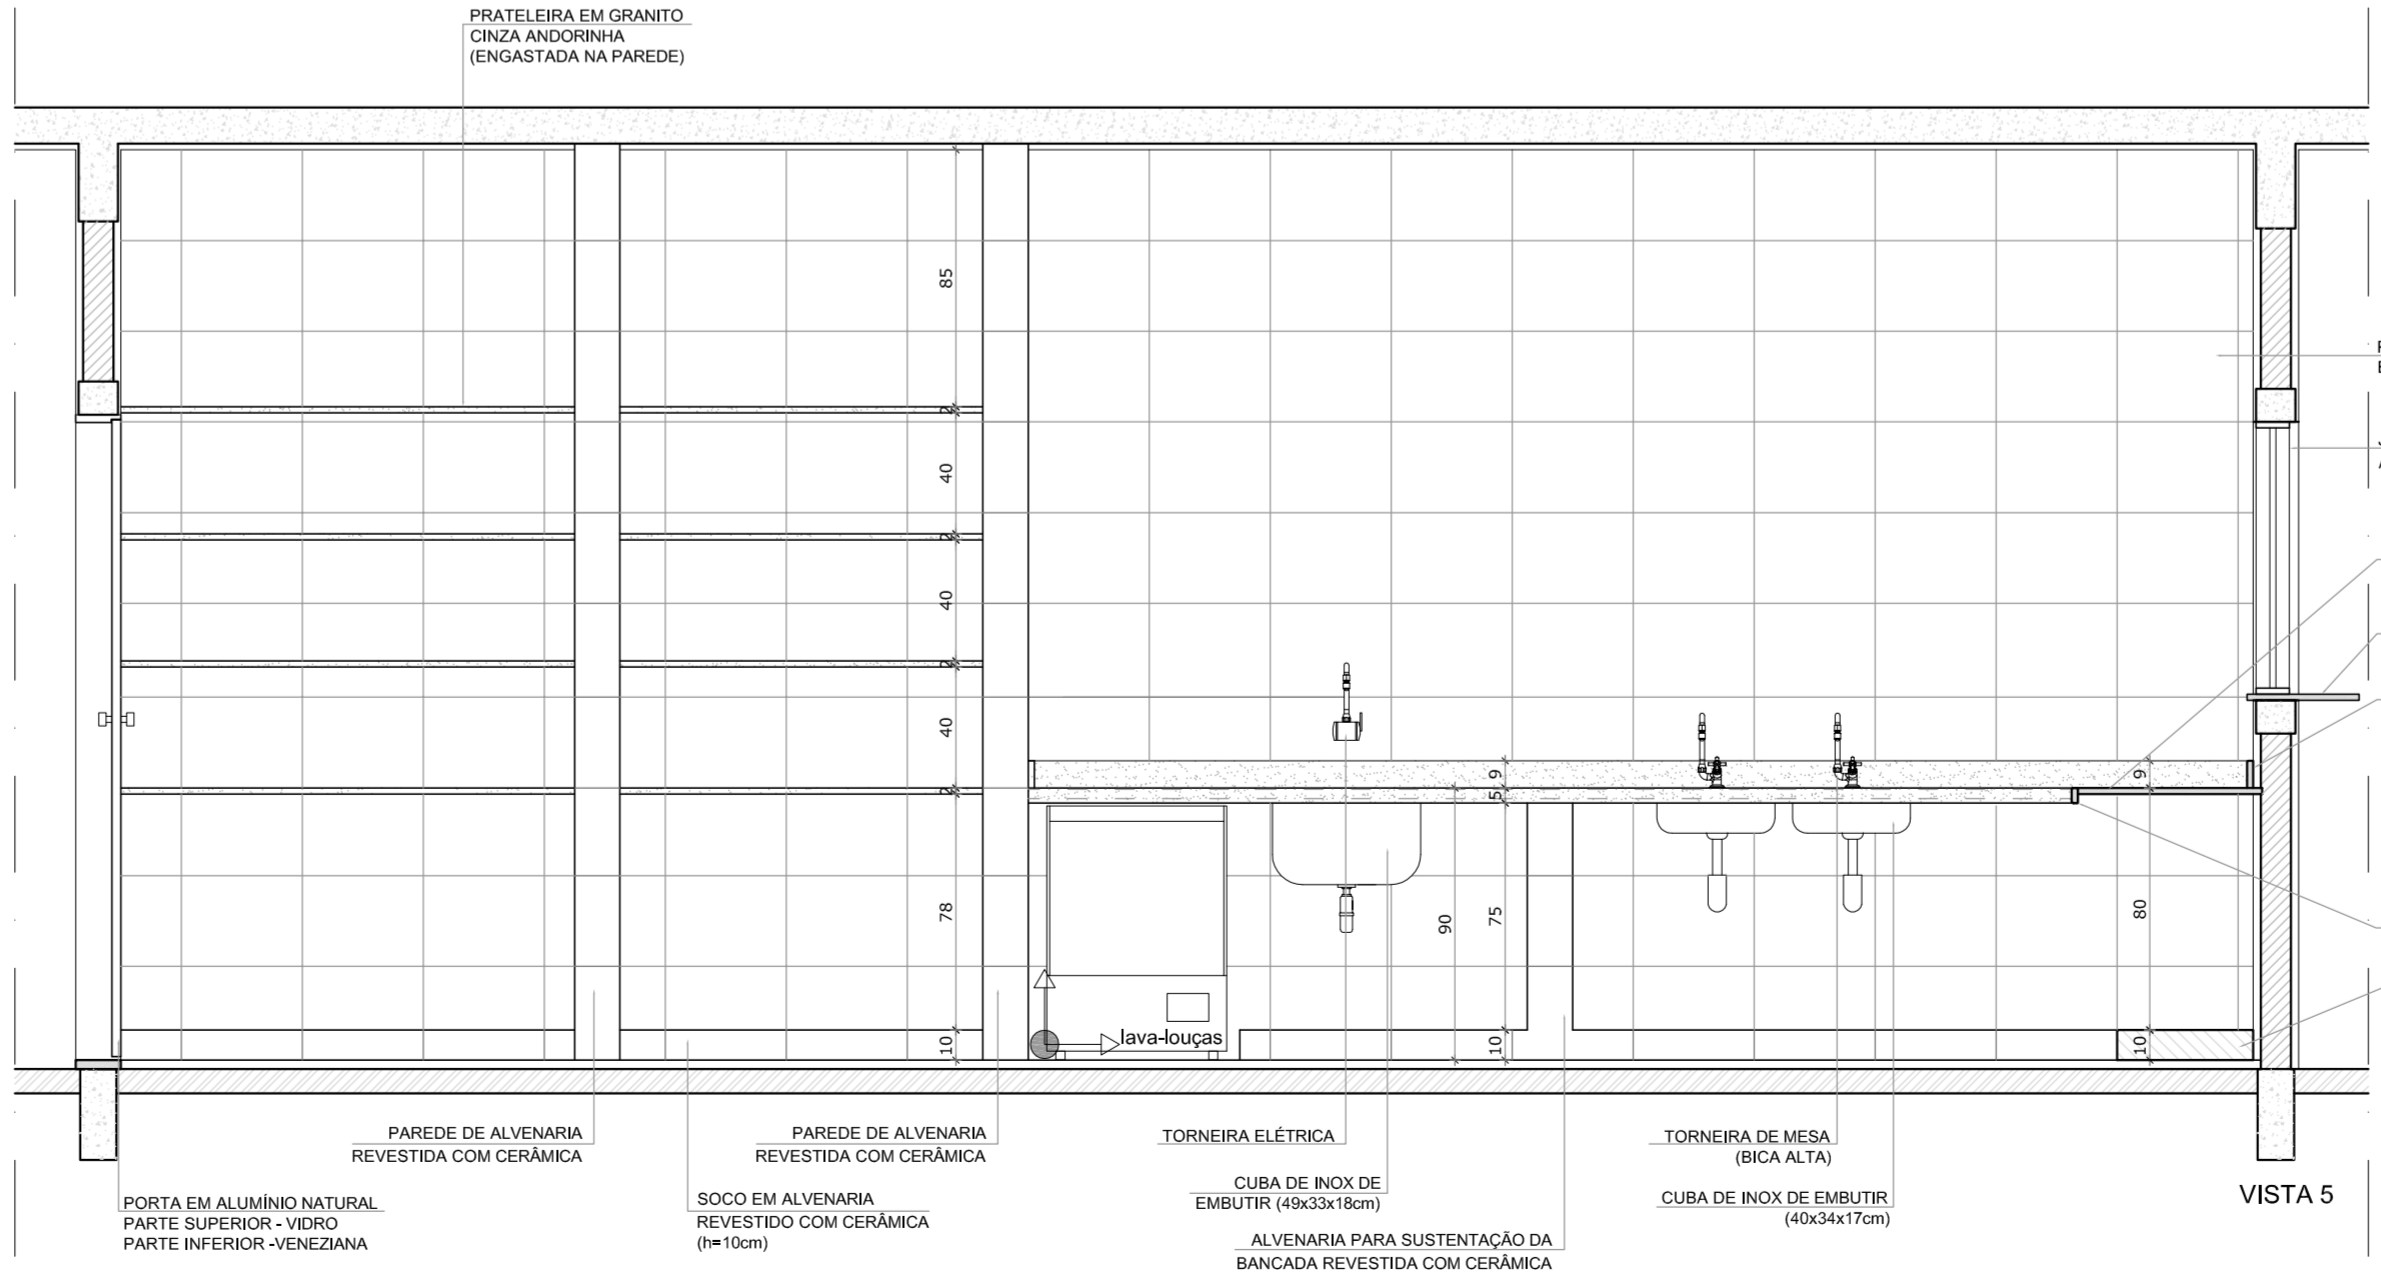 PRATELEIRA EM GRANITO
CINZA ANDORINHA
(ENGASTADA NA PAREDE)
85
2
40
2
40
2
40
2
78
10
9
5
90
75
10
9
80
10
lava-louças
PAREDE DE ALVENARIA
REVESTIDA COM CERÂMICA
PAREDE DE ALVENARIA
REVESTIDA COM CERÂMICA
TORNEIRA ELÉTRICA
TORNEIRA DE MESA
(BICA ALTA)
PORTA EM ALUMÍNIO NATURAL
PARTE SUPERIOR - VIDRO
PARTE INFERIOR -VENEZIANA
SOCO EM ALVENARIA
REVESTIDO COM CERÂMICA
(h=10cm)
CUBA DE INOX DE
EMBUTIR (49x33x18cm)
CUBA DE INOX DE EMBUTIR
(40x34x17cm)
ALVENARIA PARA SUSTENTAÇÃO DA
BANCADA REVESTIDA COM CERÂMICA
VISTA 5